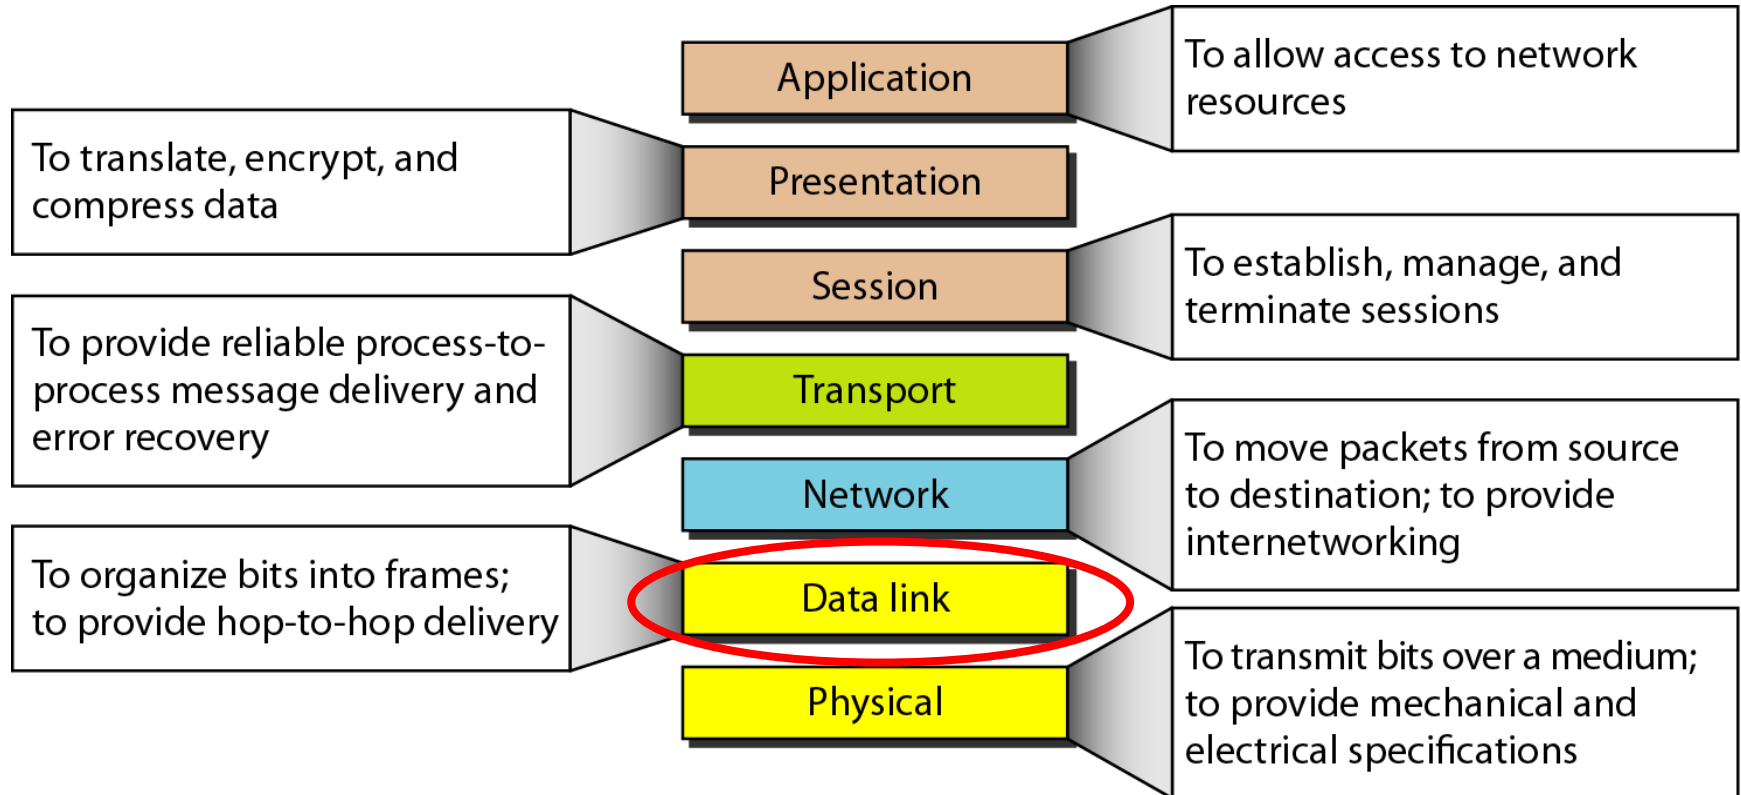 Application
To allow access to network
resources
To translate, encrypt, and
compress data
Presentation
Session
To establish, manage, and
terminate sessions
To provide reliable process-to-
process message delivery and
error recovery
Transport
Network
To move packets from source
to destination; to provide
internetworking
To organize bits into frames;
to provide hop-to-hop delivery
Data link
Physical
To transmit bits over a medium;
to provide mechanical and
electrical specifications